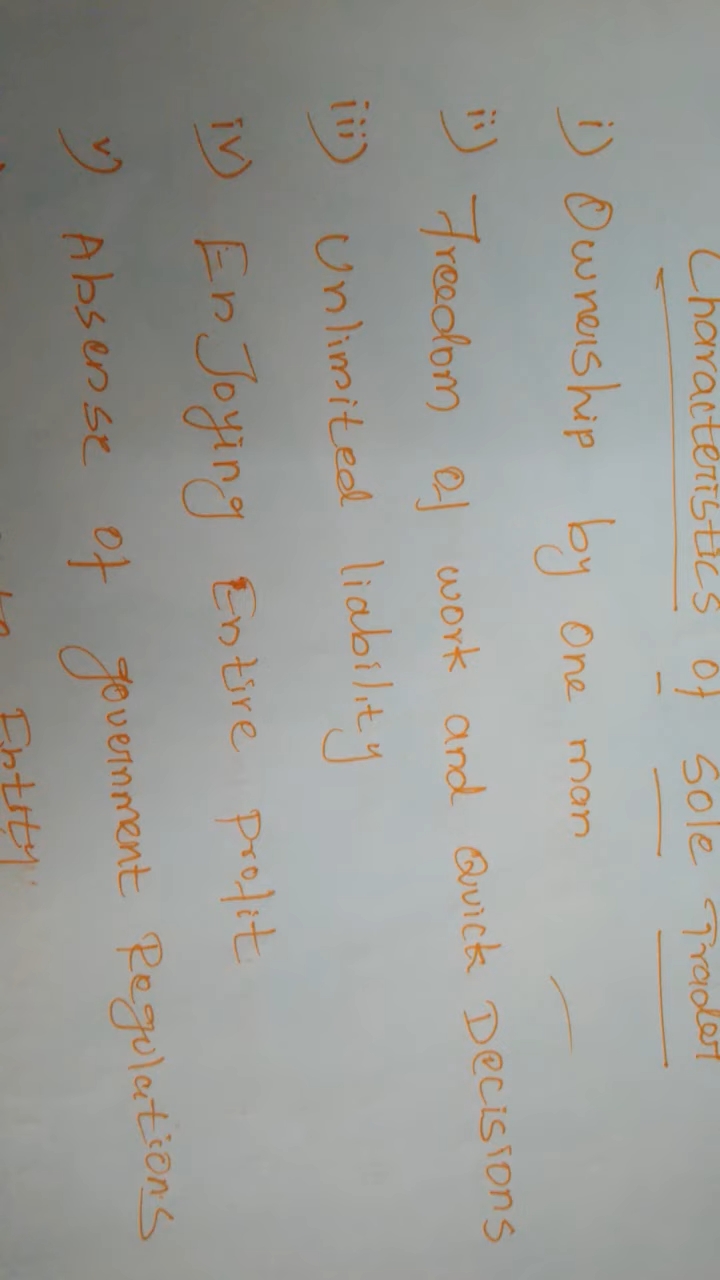 Characteristics of Sole Trader
i) Ownership by one man
ii) Freedom of work and Quick Decisions
iii) Unlimited liability
iv) EnJoying Entire profit.
v) Absense of government Regulations
Entity.